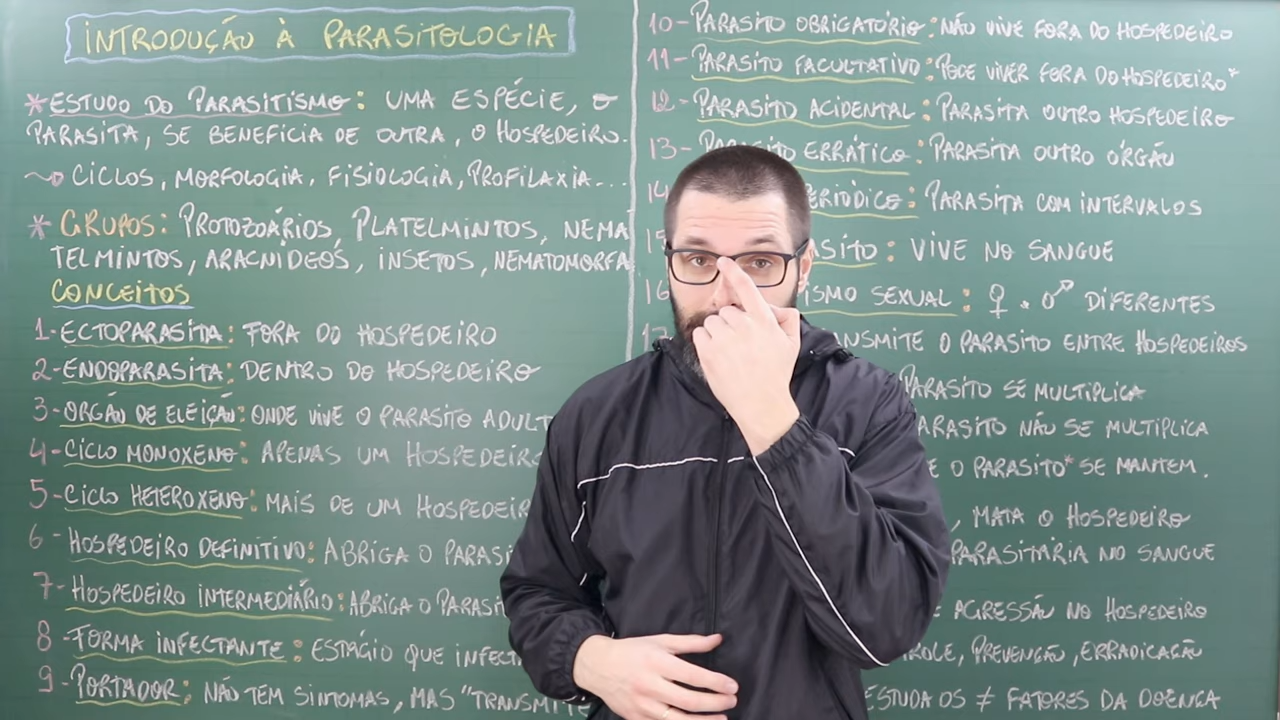 INTRODUÇÃO À PARASITOLOGIA
* ESTUDO DO PARASITISMO: UMA ESPÉCIE, O
PARASITA, SE BENEFICIA DE OUTRA, O HOSPEDEIRO.
CICLOS, MORFOLOGIA, FISIOLOGIA, PROFILAXIA...
* GRUPOS: PROTOZOÁRIOS, PLATELMINTOS, NEMA
TELMINTOS, ARACNÍDEOS, INSETOS, NEMATOMORFA
CONCEITOS
1-ECTOPARASITA: FORA DO HOSPEDEIRO
2-ENDOPARASITA: DENTRO DO HOSPEDEIRO
3-ORGÃO DE ELEIÇÃO: ONDE VIVE O PARASITO ADULT
4-CICLO MONOXENO: APENAS UM HOSPEDEIRO
5-CICLO HETEROXENO: MAIS DE UM HOSPEDEIR
6-HOSPEDEIRO DEFINITIVO: ABRIGA O PARASI
7-HOSPEDEIRO INTERMEDIÁRIO: ABRIGA O PARASI
8-FORMA INFECTANTE: ESTÁGIO QUE INFECT
9-PORTADOR: NÃO TEM SINTOMAS, MAS "TRANSMITE
10-PARASITO OBRIGATÓRIO: NÃO VIVE FORA DO HOSPEDEIRO
11-PARASITO FACULTATIVO: PODE VIVER FORA DO HOSPEDEIRO*
12-PARASITO ACIDENTAL: PARASITA OUTRO HOSPEDEIRO
13-PARASITO ERRÁTICO: PARASITA OUTRO ÓRGÃO
14 PERIÓDICO: PARASITA COM INTERVALOS
15 ASITO: VIVE NO SANGUE
16 ISMO SEXUAL: ♀ × ♂ DIFERENTES
17 NSMITE O PARASITO ENTRE HOSPEDEIROS
PARASITO SE MULTIPLICA
ARASITO NÃO SE MULTIPLICA
E O PARASITO* SE MANTEM.
, MATA O HOSPEDEIRO
PARASITÁRIA NO SANGUE
E AGRESSÃO NO HOSPEDEIRO
ROLE, PREVENÇÃO, ERRADICAÇÃO
ESTUDA OS ≠ FATORES DA DOENÇA